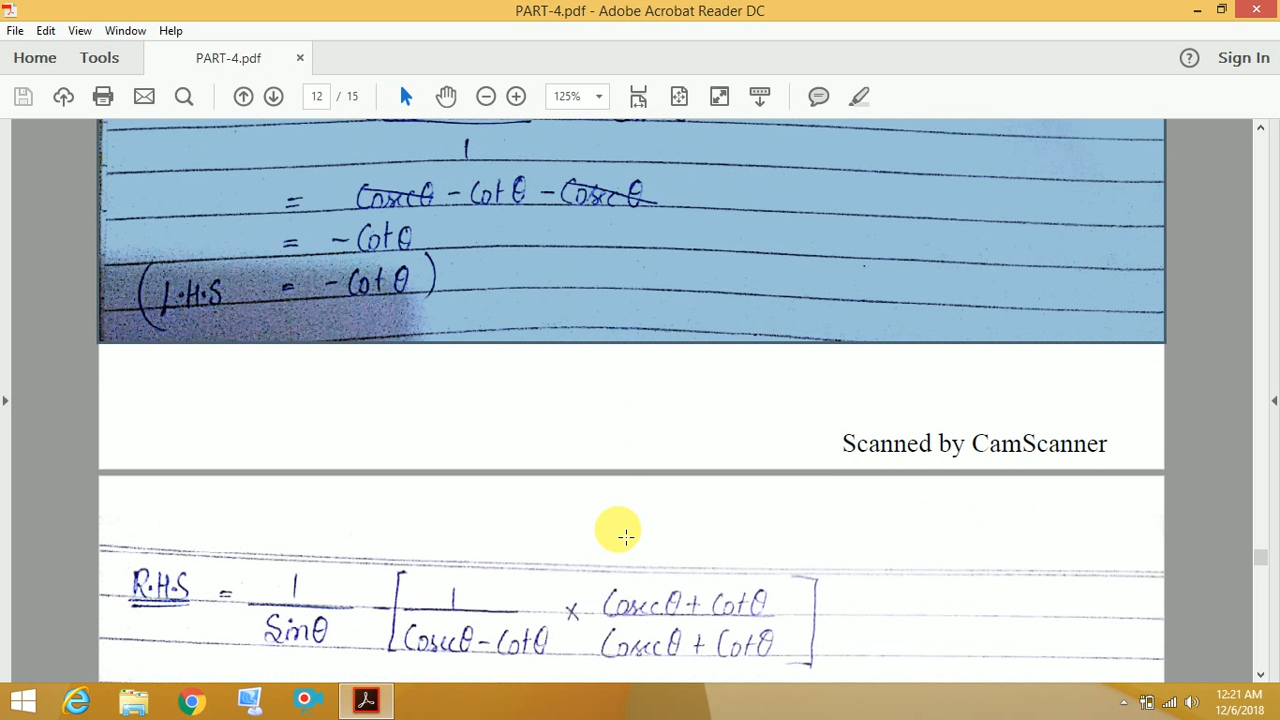 PART-4.pdf - Adobe Acrobat Reader DC
File Edit View Window Help
Home Tools PART-4.pdf × Sign In
12 / 15 125%
1
= Cosecθ - Cotθ - Cosecθ
= - Cotθ
(L.H.S = - Cotθ)
Scanned by CamScanner
R.H.S = 1/Sinθ - [1/(Cosecθ - Cotθ) × (Cosecθ + Cotθ)/(Cosecθ + Cotθ)]
12:21 AM
12/6/2018